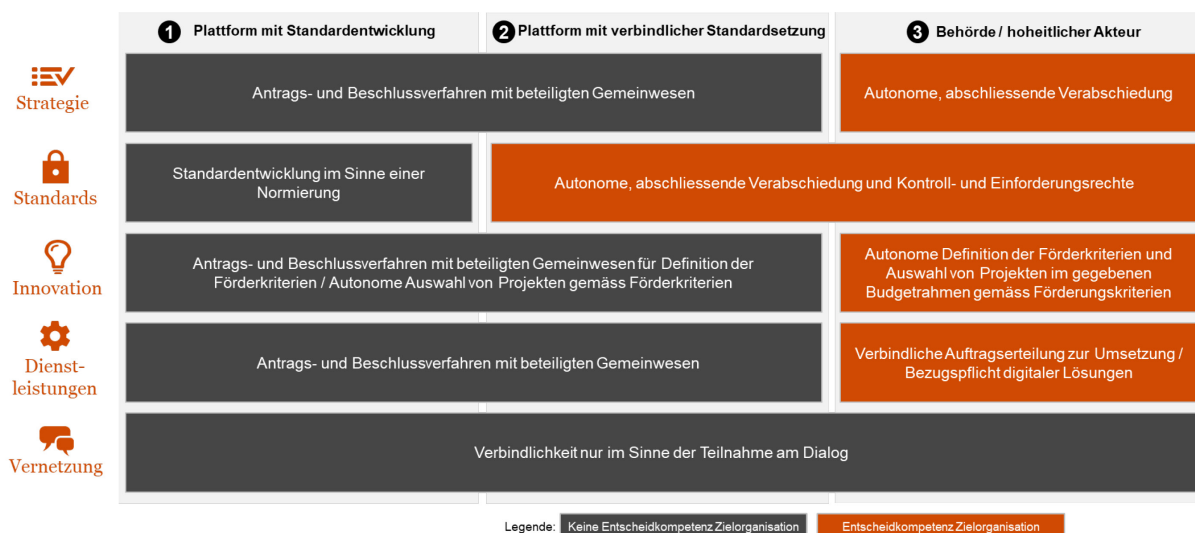 1 Plattform mit Standardentwicklung
2 Plattform mit verbindlicher Standardsetzung
3 Behörde / hoheitlicher Akteur
Strategie
Antrags- und Beschlussverfahren mit beteiligten Gemeinwesen
Autonome, abschliessende Verabschiedung
Standards
Standardentwicklung im Sinne einer
Normierung
Autonome, abschliessende Verabschiedung und Kontroll- und Einforderungsrechte
Innovation
Antrags- und Beschlussverfahren mit beteiligten Gemeinwesen für Definition der
Förderkriterien / Autonome Auswahl von Projekten gemäss Förderkriterien
Autonome Definition der Förderkriterien und
Auswahl von Projekten im gegebenen
Budgetrahmen gemäss Förderungskriterien
Dienst-
leistungen
Antrags- und Beschlussverfahren mit beteiligten Gemeinwesen
Verbindliche Auftragserteilung zur Umsetzung /
Bezugspflicht digitaler Lösungen
Vernetzung
Verbindlichkeit nur im Sinne der Teilnahme am Dialog
Legende:
Keine Entscheidkompetenz Zielorganisation
Entscheidkompetenz Zielorganisation